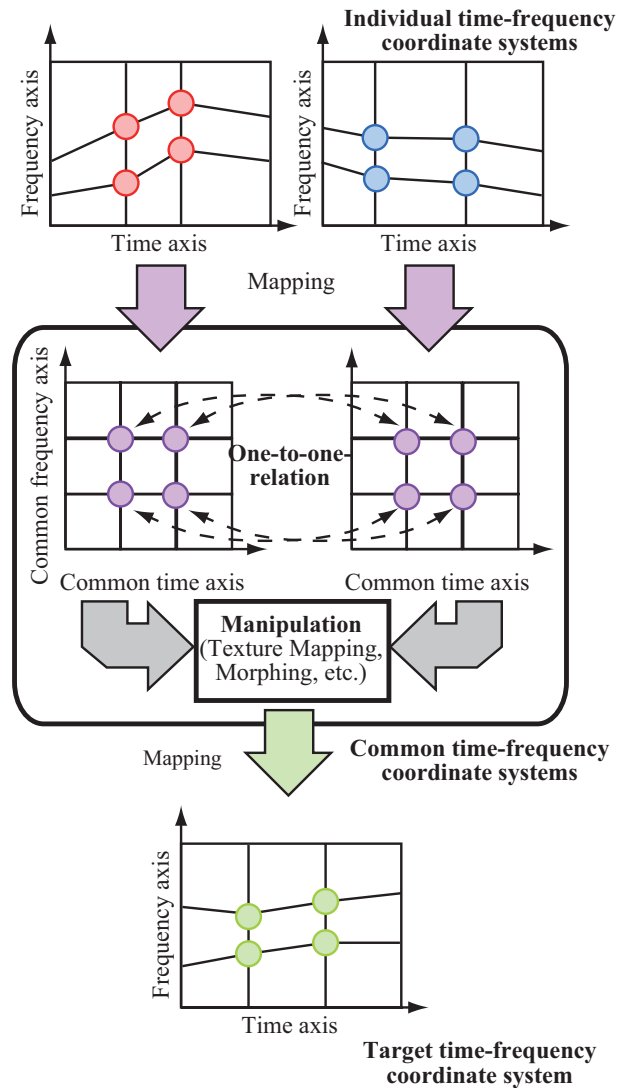 Individual time-frequency
coordinate systems
Frequency axis
Time axis
Frequency axis
Time axis
Mapping
Common frequency axis
One-to-one-
relation
Common time axis
Common time axis
Manipulation
(Texture Mapping,
Morphing, etc.)
Mapping
Common time-frequency
coordinate systems
Frequency axis
Time axis
Target time-frequency
coordinate system